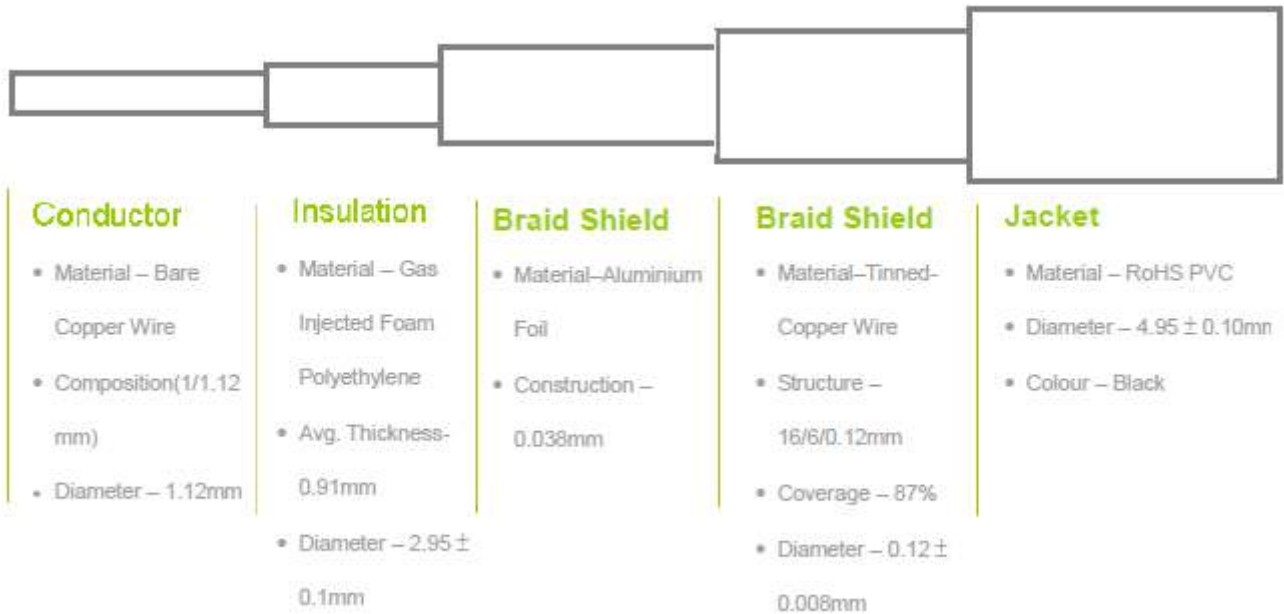 Conductor
• Material – Bare
Copper Wire
• Composition(1/1.12
mm)
• Diameter – 1.12mm
Insulation
• Material – Gas
Injected Foam
Polyethylene
• Avg. Thickness-
0.91mm
• Diameter – 2.95 ±
0.1mm
Braid Shield
• Material–Aluminium
Foil
• Construction –
0.038mm
Braid Shield
• Material–Tinned-
Copper Wire
• Structure –
16/6/0.12mm
• Coverage – 87%
• Diameter – 0.12 ±
0.008mm
Jacket
• Material – RoHS PVC
• Diameter – 4.95 ± 0.10mm
• Colour – Black